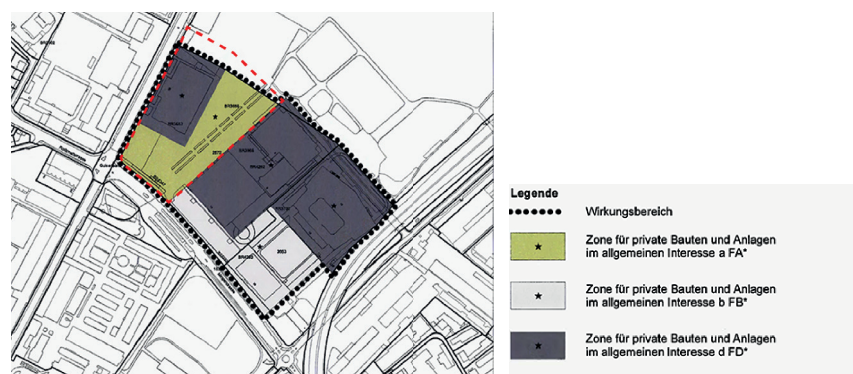 Legende
Wirkungsbereich
Zone für private Bauten und Anlagen
im allgemeinen Interesse a FA*
Zone für private Bauten und Anlagen
im allgemeinen Interesse b FB*
Zone für private Bauten und Anlagen
im allgemeinen Interesse d FD*